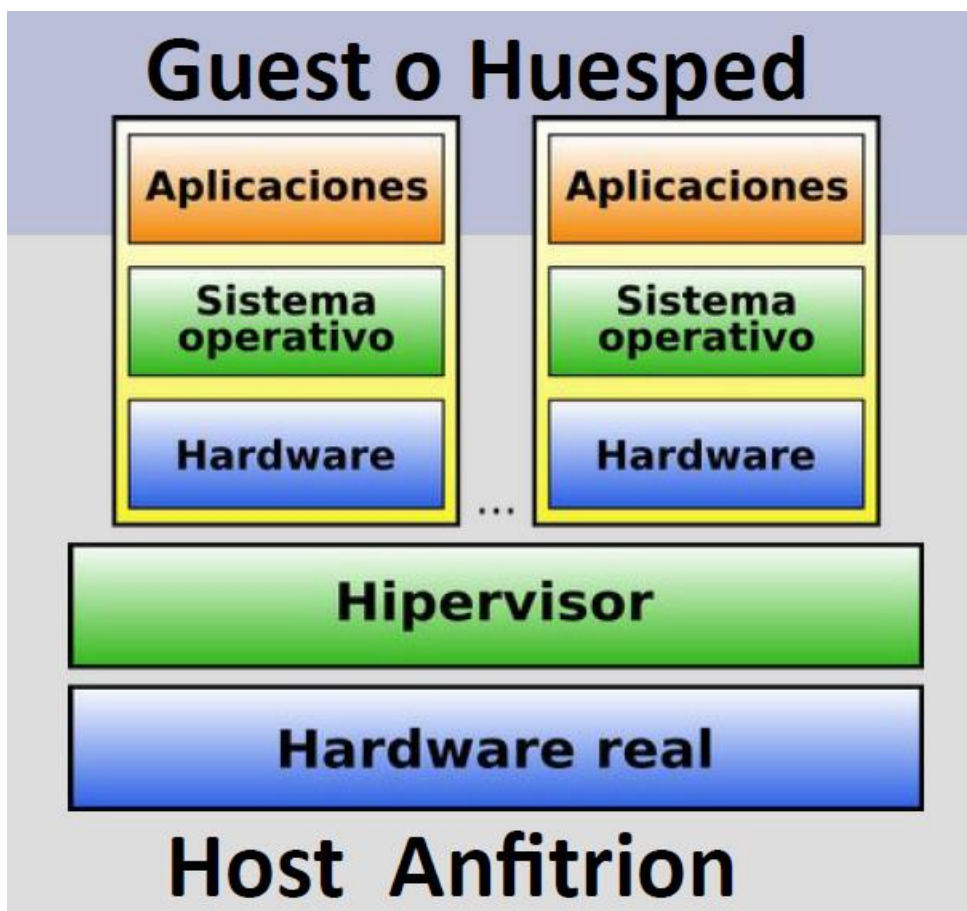 Guest o Huesped
Aplicaciones
Sistema
operativo
Hardware
Aplicaciones
Sistema
operativo
Hardware
...
Hipervisor
Hardware real
Host Anfitrion